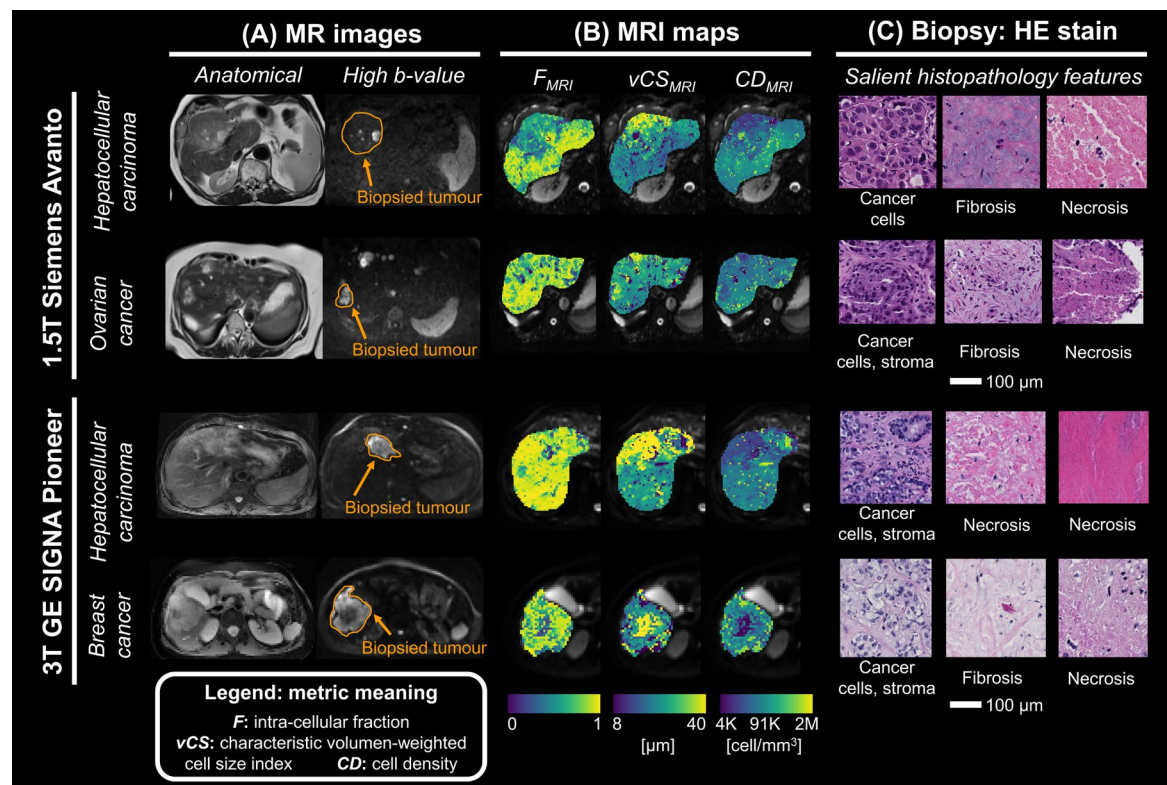 (A) MR images
(B) MRI maps
(C) Biopsy: HE stain
Anatomical
High b-value
F_MRI
vCS_MRI
CD_MRI
Salient histopathology features
1.5T Siemens Avanto
Hepatocellular
carcinoma
Biopsied tumour
Cancer
cells
Fibrosis
Necrosis
Ovarian
cancer
Biopsied tumour
Cancer
cells, stroma
Fibrosis
Necrosis
100 μm
3T GE SIGNA Pioneer
Hepatocellular
carcinoma
Biopsied tumour
Cancer
cells, stroma
Necrosis
Necrosis
Breast
cancer
Biopsied tumour
Cancer
cells, stroma
Fibrosis
Necrosis
100 μm
Legend: metric meaning
F: intra-cellular fraction
vCS: characteristic volumen-weighted
cell size index CD: cell density
0 1
8 40
[μm]
4K 91K 2M
[cell/mm³]